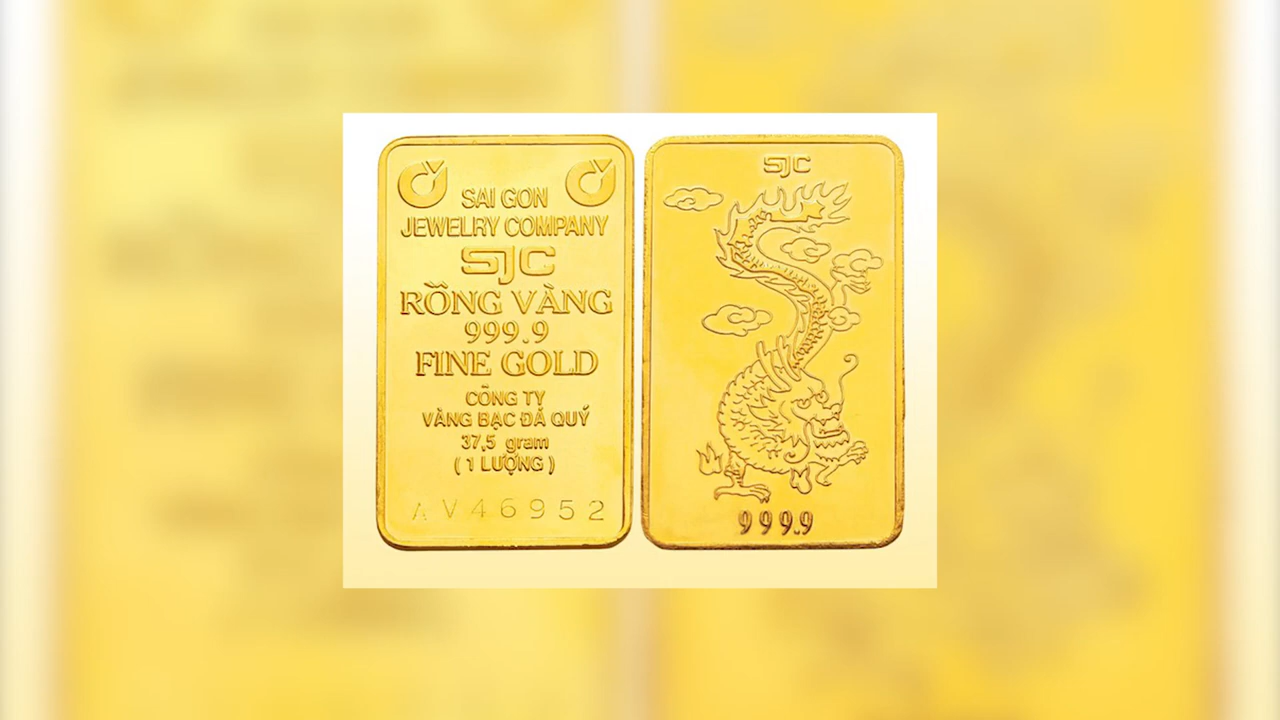 SAI GON
JEWELRY COMPANY
SJC
RỒNG VÀNG
999.9
FINE GOLD
CÔNG TY
VÀNG BẠC ĐÁ QUÝ
37,5 gram
( 1 LƯỢNG )
AV46952
SJC
999.9